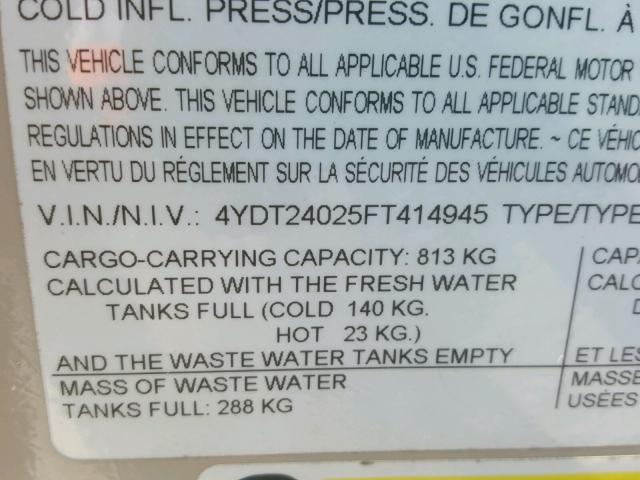 COLD INFL. PRESS/PRESS. DE GONFL. À
THIS VEHICLE CONFORMS TO ALL APPLICABLE U.S. FEDERAL MOTOR
SHOWN ABOVE. THIS VEHICLE CONFORMS TO ALL APPLICABLE STAND
REGULATIONS IN EFFECT ON THE DATE OF MANUFACTURE. ~ CE VÉHIC
EN VERTU DU RÉGLEMENT SUR LA SÉCURITÉ DES VÉHICULES AUTOMO
V.I.N./N.I.V.: 4YDT24025FT414945 TYPE/TYPE
CARGO-CARRYING CAPACITY: 813 KG
CALCULATED WITH THE FRESH WATER
TANKS FULL (COLD 140 KG.
HOT 23 KG.)
AND THE WASTE WATER TANKS EMPTY
MASS OF WASTE WATER
TANKS FULL: 288 KG
CAPA
CALC
D
ET LES
MASSE
USÉES